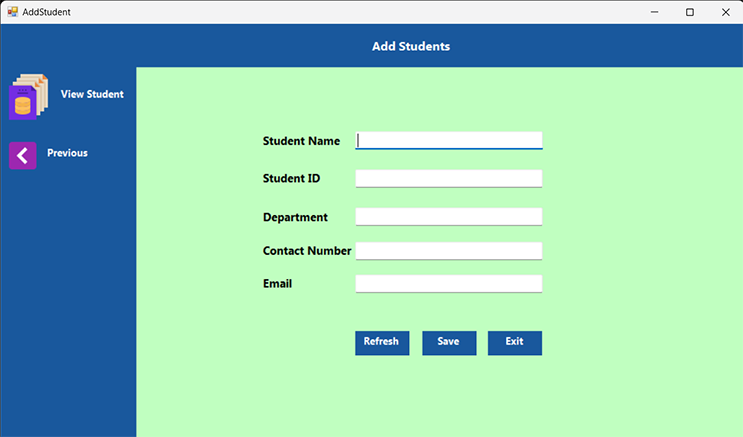 AddStudent
Add Students
View Student
Previous
Student Name
Student ID
Department
Contact Number
Email
Refresh Save Exit